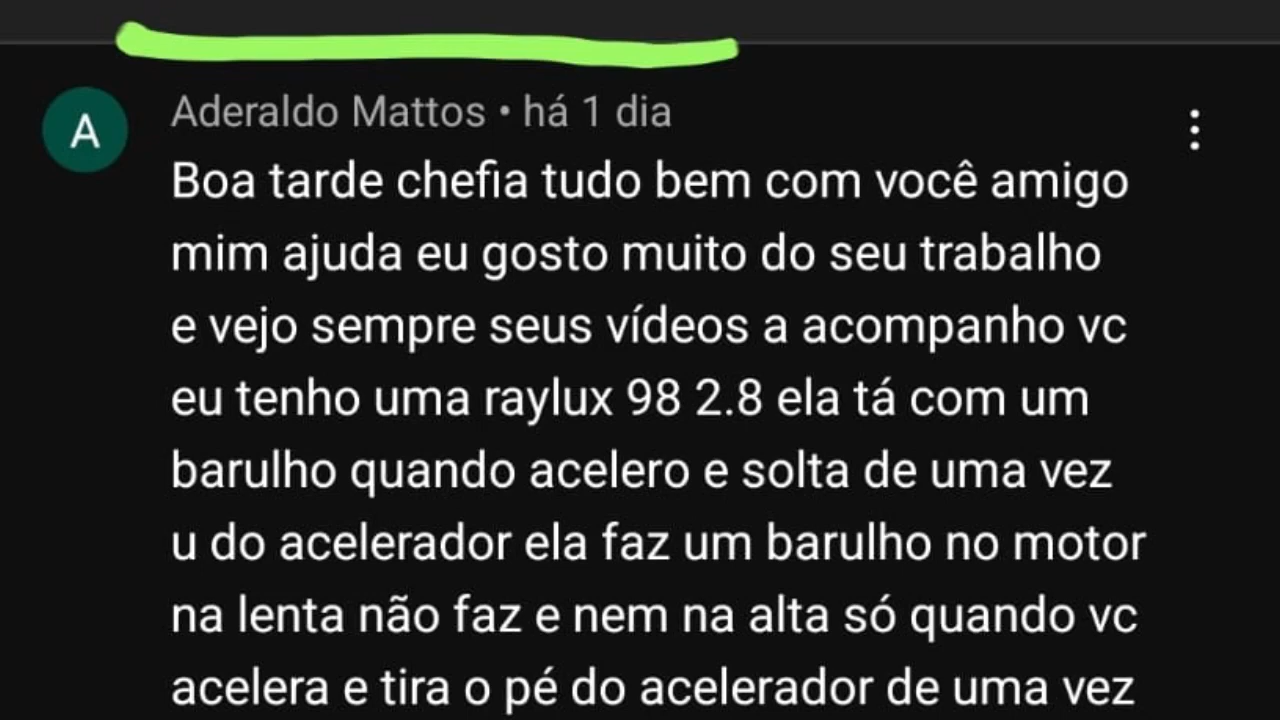 A
Aderaldo Mattos • há 1 dia
Boa tarde chefia tudo bem com você amigo
mim ajuda eu gosto muito do seu trabalho
e vejo sempre seus vídeos a acompanho vc
eu tenho uma raylux 98 2.8 ela tá com um
barulho quando acelero e solta de uma vez
u do acelerador ela faz um barulho no motor
na lenta não faz e nem na alta só quando vc
acelera e tira o pé do acelerador de uma vez